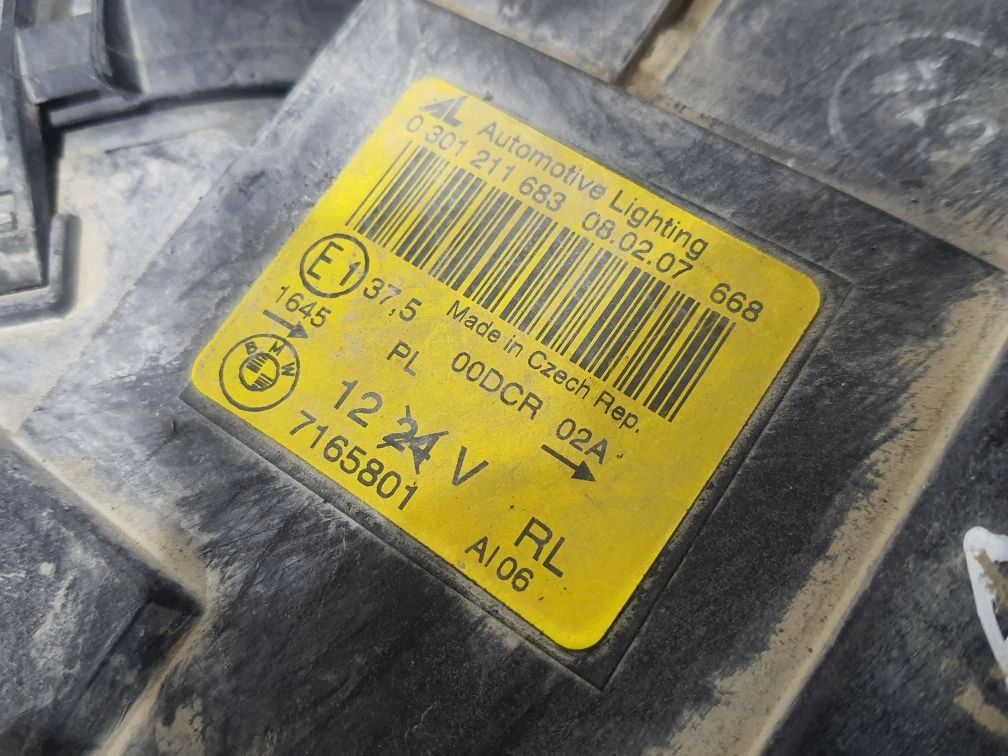 AL Automotive Lighting
0 301 211 683 08.02.07 668
Made in Czech Rep.
E1 37,5 PL 00DCR 02A
1645
BMW 12 24 V RL
7165801 AI 06